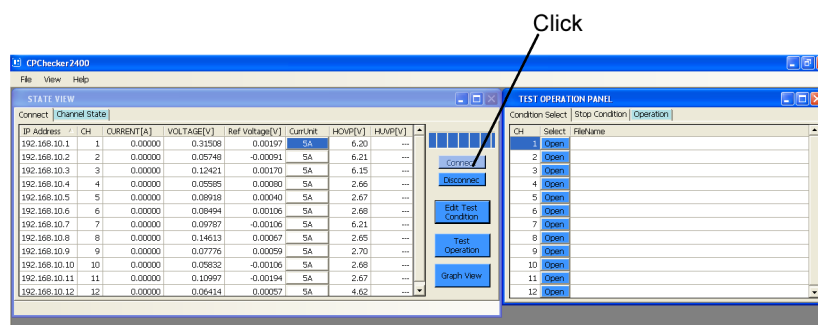 Click
CPChecker2400
File View Help
STATE VIEW
Connect Channel State
IP Address CH CURRENT[A] VOLTAGE[V] Ref Voltage[V] CurrUnit HOVP[V] HUVP[V]
192.168.10.1 1 0.00000 0.31508 0.00197 5A 6.20 ---
192.168.10.2 2 0.00000 0.05748 -0.00091 5A 6.21 ---
192.168.10.3 3 0.00000 0.12421 0.00170 5A 6.15 ---
192.168.10.4 4 0.00000 0.05585 0.00080 5A 2.66 ---
192.168.10.5 5 0.00000 0.08918 0.00040 5A 2.67 ---
192.168.10.6 6 0.00000 0.08494 0.00106 5A 2.68 ---
192.168.10.7 7 0.00000 0.09787 -0.00106 5A 6.21 ---
192.168.10.8 8 0.00000 0.14613 0.00067 5A 2.65 ---
192.168.10.9 9 0.00000 0.07776 0.00059 5A 2.70 ---
192.168.10.10 10 0.00000 0.05832 -0.00106 5A 2.68 ---
192.168.10.11 11 0.00000 0.10997 -0.00194 5A 2.67 ---
192.168.10.12 12 0.00000 0.06414 0.00057 5A 4.62 ---
Connec
Disconnec
Edit Test
Condition
Test
Operation
Graph View
TEST OPERATION PANEL
Condition Select Stop Condition Operation
CH Select FileName
1 Open
2 Open
3 Open
4 Open
5 Open
6 Open
7 Open
8 Open
9 Open
10 Open
11 Open
12 Open